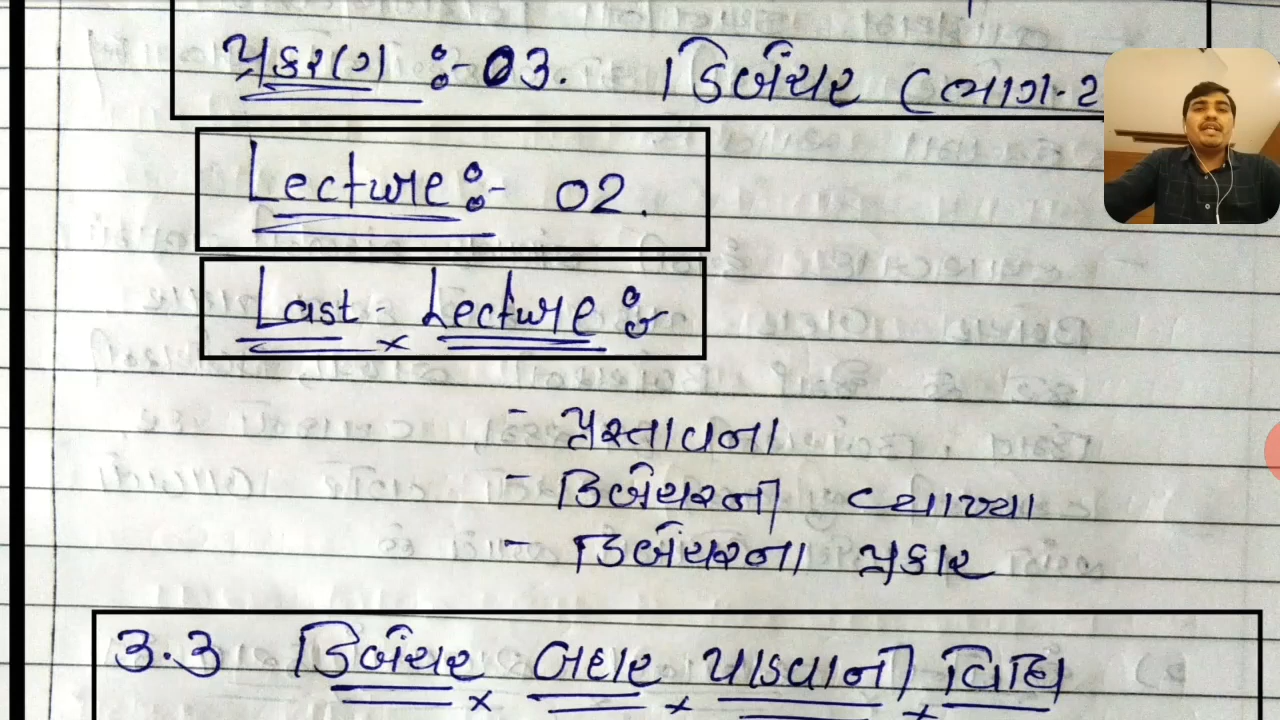 પ્રકરણ :- 03. ડિબેંચર (ભાગ-2
Lecture :- 02.
Last - Lecture :-
- પ્રસ્તાવના
- ડિબેંચરની વ્યાખ્યા
- ડિબેંચરના પ્રકાર
3.3 ડિબેંચર બહાર પાડવાની વિધિ